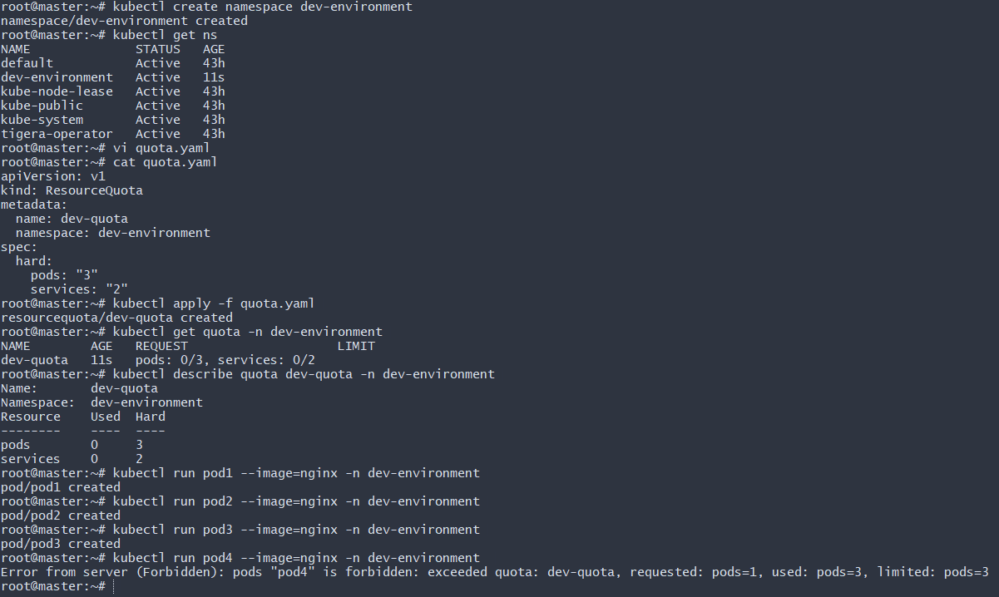 root@master:~# kubectl create namespace dev-environment
namespace/dev-environment created
root@master:~# kubectl get ns
NAME              STATUS   AGE
default           Active   43h
dev-environment   Active   11s
kube-node-lease   Active   43h
kube-public       Active   43h
kube-system       Active   43h
tigera-operator   Active   43h
root@master:~# vi quota.yaml
root@master:~# cat quota.yaml
apiVersion: v1
kind: ResourceQuota
metadata:
  name: dev-quota
  namespace: dev-environment
spec:
  hard:
    pods: "3"
    services: "2"
root@master:~# kubectl apply -f quota.yaml
resourcequota/dev-quota created
root@master:~# kubectl get quota -n dev-environment
NAME        AGE   REQUEST                    LIMIT
dev-quota   11s   pods: 0/3, services: 0/2
root@master:~# kubectl describe quota dev-quota -n dev-environment
Name:       dev-quota
Namespace:  dev-environment
Resource    Used  Hard
--------    ----  ----
pods        0     3
services    0     2
root@master:~# kubectl run pod1 --image=nginx -n dev-environment
pod/pod1 created
root@master:~# kubectl run pod2 --image=nginx -n dev-environment
pod/pod2 created
root@master:~# kubectl run pod3 --image=nginx -n dev-environment
pod/pod3 created
root@master:~# kubectl run pod4 --image=nginx -n dev-environment
Error from server (Forbidden): pods "pod4" is forbidden: exceeded quota: dev-quota, requested: pods=1, used: pods=3, limited: pods=3
root@master:~#